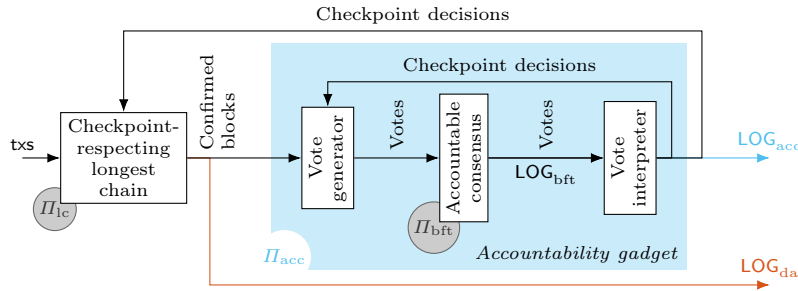 Checkpoint decisions
Checkpoint decisions
txs
Checkpoint-
respecting
longest
chain
Π_lc
Confirmed
blocks
Vote
generator
Votes
Accountable
consensus
Π_bft
Votes
LOG_bft
Vote
interpreter
LOG_acc
Π_acc
Accountability gadget
LOG_da